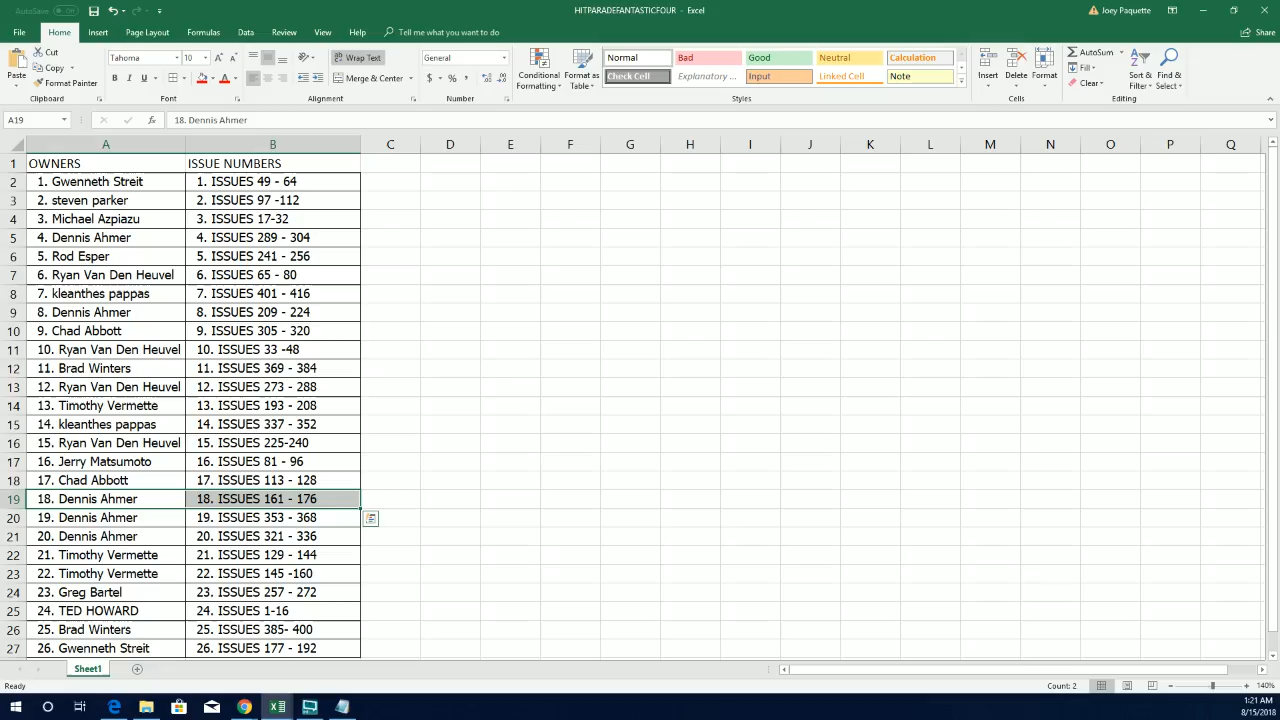 AutoSave Off
HITPARADEFANTASTICFOUR - Excel
Joey Paquette
File Home Insert Page Layout Formulas Data Review View Help Tell me what you want to do
Share
Paste
Cut
Copy
Format Painter
Clipboard
Tahoma 10
B I U
Font
Wrap Text
Merge & Center
Alignment
General
$ % ,
Number
Conditional Formatting
Format as Table
Normal Bad Good Neutral Calculation
Check Cell Explanatory ... Input Linked Cell Note
Styles
Insert Delete Format
Cells
AutoSum
Fill
Clear
Sort & Filter
Find & Select
Editing
A19 fx 18. Dennis Ahmer
A B C D E F G H I J K L M N O P Q
1 OWNERS ISSUE NUMBERS
2 1. Gwenneth Streit 1. ISSUES 49 - 64
3 2. steven parker 2. ISSUES 97 -112
4 3. Michael Azpiazu 3. ISSUES 17-32
5 4. Dennis Ahmer 4. ISSUES 289 - 304
6 5. Rod Esper 5. ISSUES 241 - 256
7 6. Ryan Van Den Heuvel 6. ISSUES 65 - 80
8 7. kleanthes pappas 7. ISSUES 401 - 416
9 8. Dennis Ahmer 8. ISSUES 209 - 224
10 9. Chad Abbott 9. ISSUES 305 - 320
11 10. Ryan Van Den Heuvel 10. ISSUES 33 -48
12 11. Brad Winters 11. ISSUES 369 - 384
13 12. Ryan Van Den Heuvel 12. ISSUES 273 - 288
14 13. Timothy Vermette 13. ISSUES 193 - 208
15 14. kleanthes pappas 14. ISSUES 337 - 352
16 15. Ryan Van Den Heuvel 15. ISSUES 225-240
17 16. Jerry Matsumoto 16. ISSUES 81 - 96
18 17. Chad Abbott 17. ISSUES 113 - 128
19 18. Dennis Ahmer 18. ISSUES 161 - 176
20 19. Dennis Ahmer 19. ISSUES 353 - 368
21 20. Dennis Ahmer 20. ISSUES 321 - 336
22 21. Timothy Vermette 21. ISSUES 129 - 144
23 22. Timothy Vermette 22. ISSUES 145 -160
24 23. Greg Bartel 23. ISSUES 257 - 272
25 24. TED HOWARD 24. ISSUES 1-16
26 25. Brad Winters 25. ISSUES 385- 400
27 26. Gwenneth Streit 26. ISSUES 177 - 192
Sheet1
Ready
Count: 2
140%
1:21 AM
8/15/2018